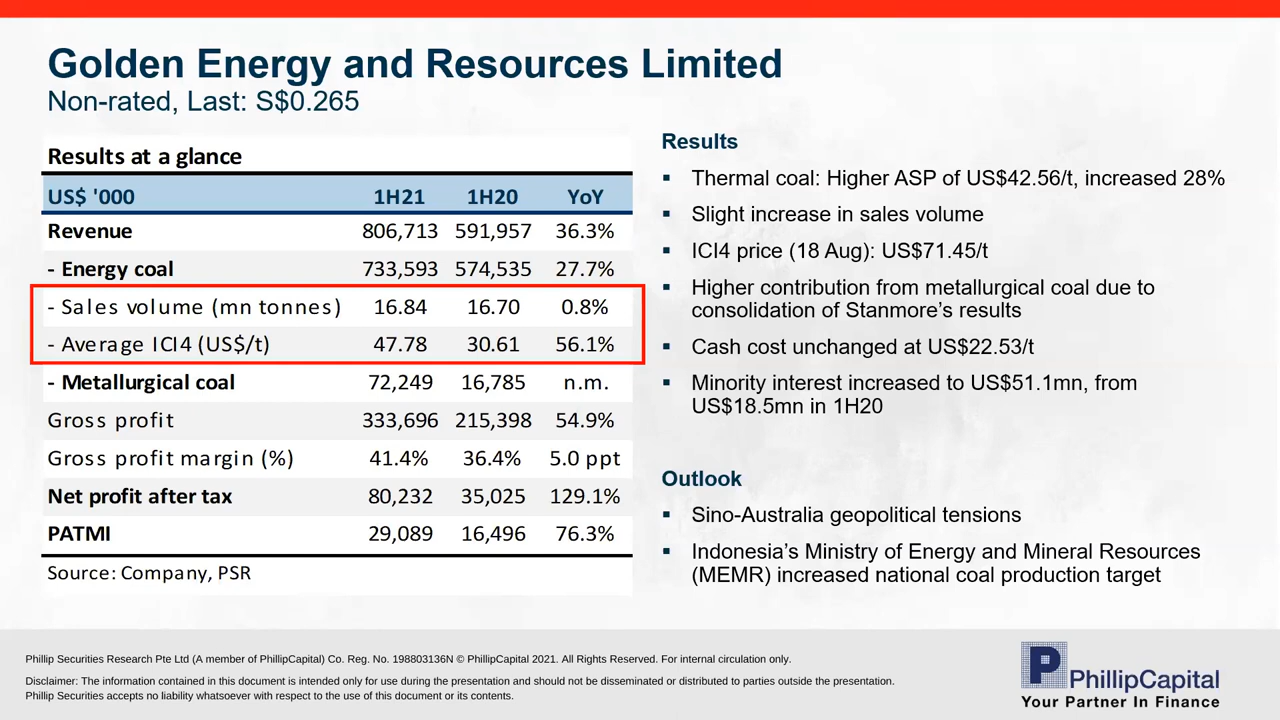 Golden Energy and Resources Limited
Non-rated, Last: S$0.265
Results at a glance
US$ '000 1H21 1H20 YoY
Revenue 806,713 591,957 36.3%
- Energy coal 733,593 574,535 27.7%
- Sales volume (mn tonnes) 16.84 16.70 0.8%
- Average ICI4 (US$/t) 47.78 30.61 56.1%
- Metallurgical coal 72,249 16,785 n.m.
Gross profit 333,696 215,398 54.9%
Gross profit margin (%) 41.4% 36.4% 5.0 ppt
Net profit after tax 80,232 35,025 129.1%
PATMI 29,089 16,496 76.3%
Source: Company, PSR
Results
▪ Thermal coal: Higher ASP of US$42.56/t, increased 28%
▪ Slight increase in sales volume
▪ ICI4 price (18 Aug): US$71.45/t
▪ Higher contribution from metallurgical coal due to
consolidation of Stanmore’s results
▪ Cash cost unchanged at US$22.53/t
▪ Minority interest increased to US$51.1mn, from
US$18.5mn in 1H20
Outlook
▪ Sino-Australia geopolitical tensions
▪ Indonesia’s Ministry of Energy and Mineral Resources
(MEMR) increased national coal production target
Phillip Securities Research Pte Ltd (A member of PhillipCapital) Co. Reg. No. 198803136N © PhillipCapital 2021. All Rights Reserved. For internal circulation only.
Disclaimer: The information contained in this document is intended only for use during the presentation and should not be disseminated or distributed to parties outside the presentation.
Phillip Securities accepts no liability whatsoever with respect to the use of this document or its contents.
P PhillipCapital
Your Partner In Finance